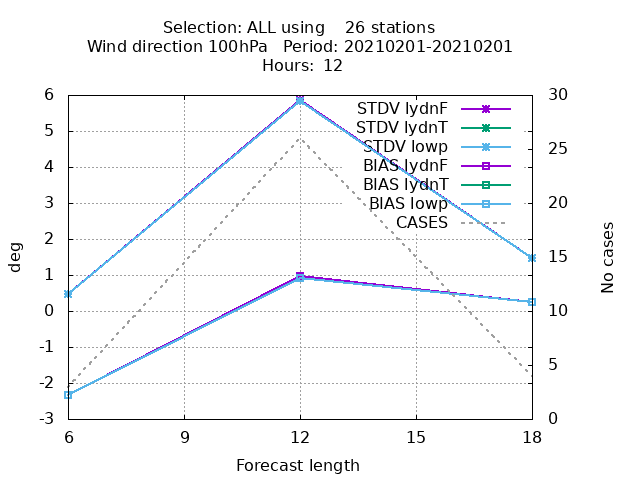 Selection: ALL using    26 stations
Wind direction 100hPa   Period: 20210201-20210201
Hours:  12
6
5
4
3
2
1
0
-1
-2
-3
deg
30
25
20
15
10
5
0
No cases
STDV lydnF
STDV lydnT
STDV lowp
BIAS lydnF
BIAS lydnT
BIAS lowp
CASES
6 9 12 15 18
Forecast length